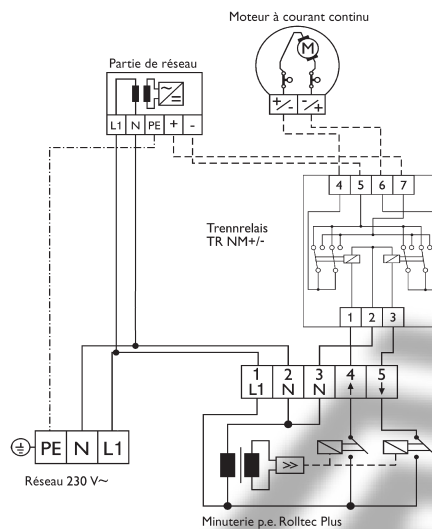 Moteur à courant continu
M
Partie de réseau
L1 N PE + -
+/- -/+
4 5 6 7
Trennrelais
TR NM+/-
1 2 3
1 2 3 4 5
L1 N N
PE N L1
>>
Réseau 230 V~
Minuterie p.e. Rolltec Plus